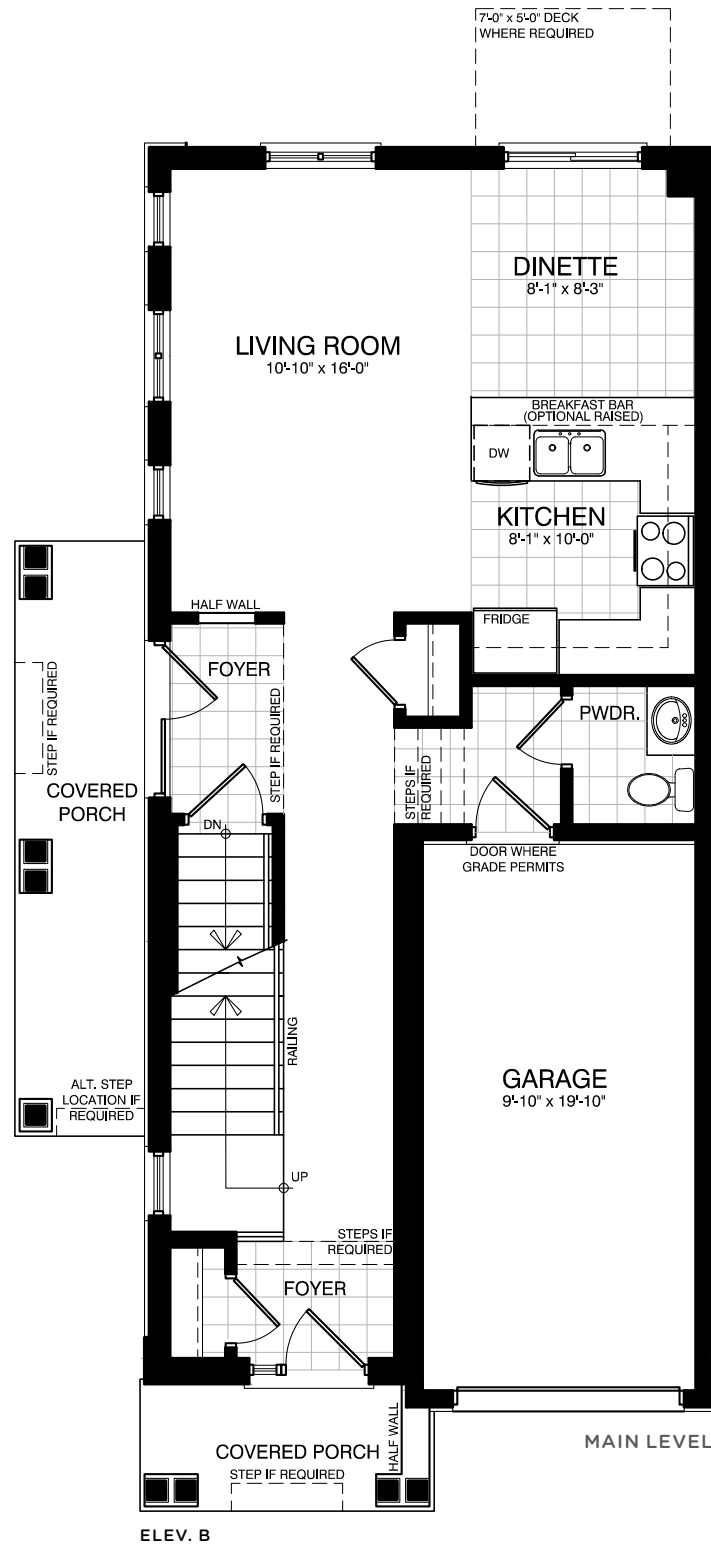 7'-0" x 5'-0" DECK
WHERE REQUIRED
DINETTE
8'-1" x 8'-3"
LIVING ROOM
10'-10" x 16'-0"
BREAKFAST BAR
(OPTIONAL RAISED)
DW
KITCHEN
8'-1" x 10'-0"
HALF WALL
FRIDGE
FOYER
STEP IF REQUIRED
STEP IF REQUIRED
PWDR.
COVERED
PORCH
STEPS IF
REQUIRED
DN
DOOR WHERE
GRADE PERMITS
RAILING
GARAGE
9'-10" x 19'-10"
ALT. STEP
LOCATION IF
REQUIRED
UP
STEPS IF
REQUIRED
FOYER
HALF WALL
MAIN LEVEL
COVERED PORCH
STEP IF REQUIRED
ELEV. B